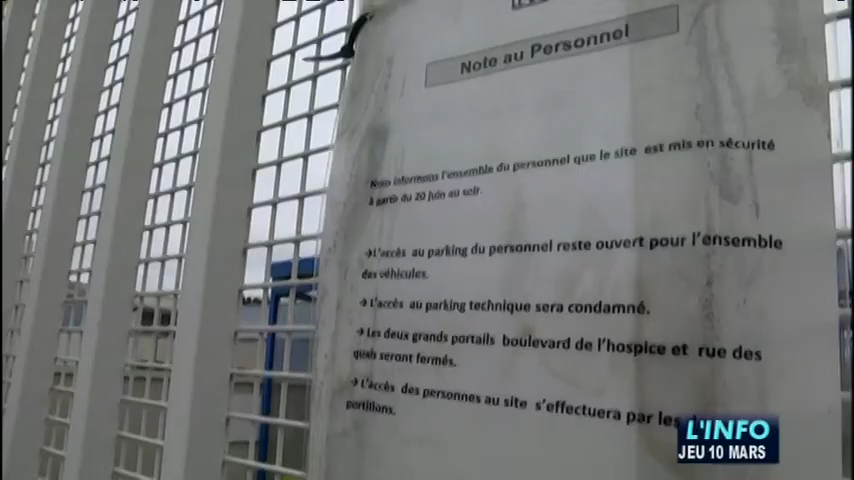 Note au Personnel
Nous informons l'ensemble du personnel que le site est mis en sécurité
à partir du 20 juin au soir.
→L'accès au parking du personnel reste ouvert pour l'ensemble
des véhicules.
→ L'accès au parking technique sera condamné.
→ Les deux grands portails boulevard de l'hospice et rue des
quais seront fermés.
→ L'accès des personnes au site s'effectuera par les
portillons.
L'INFO
JEU 10 MARS